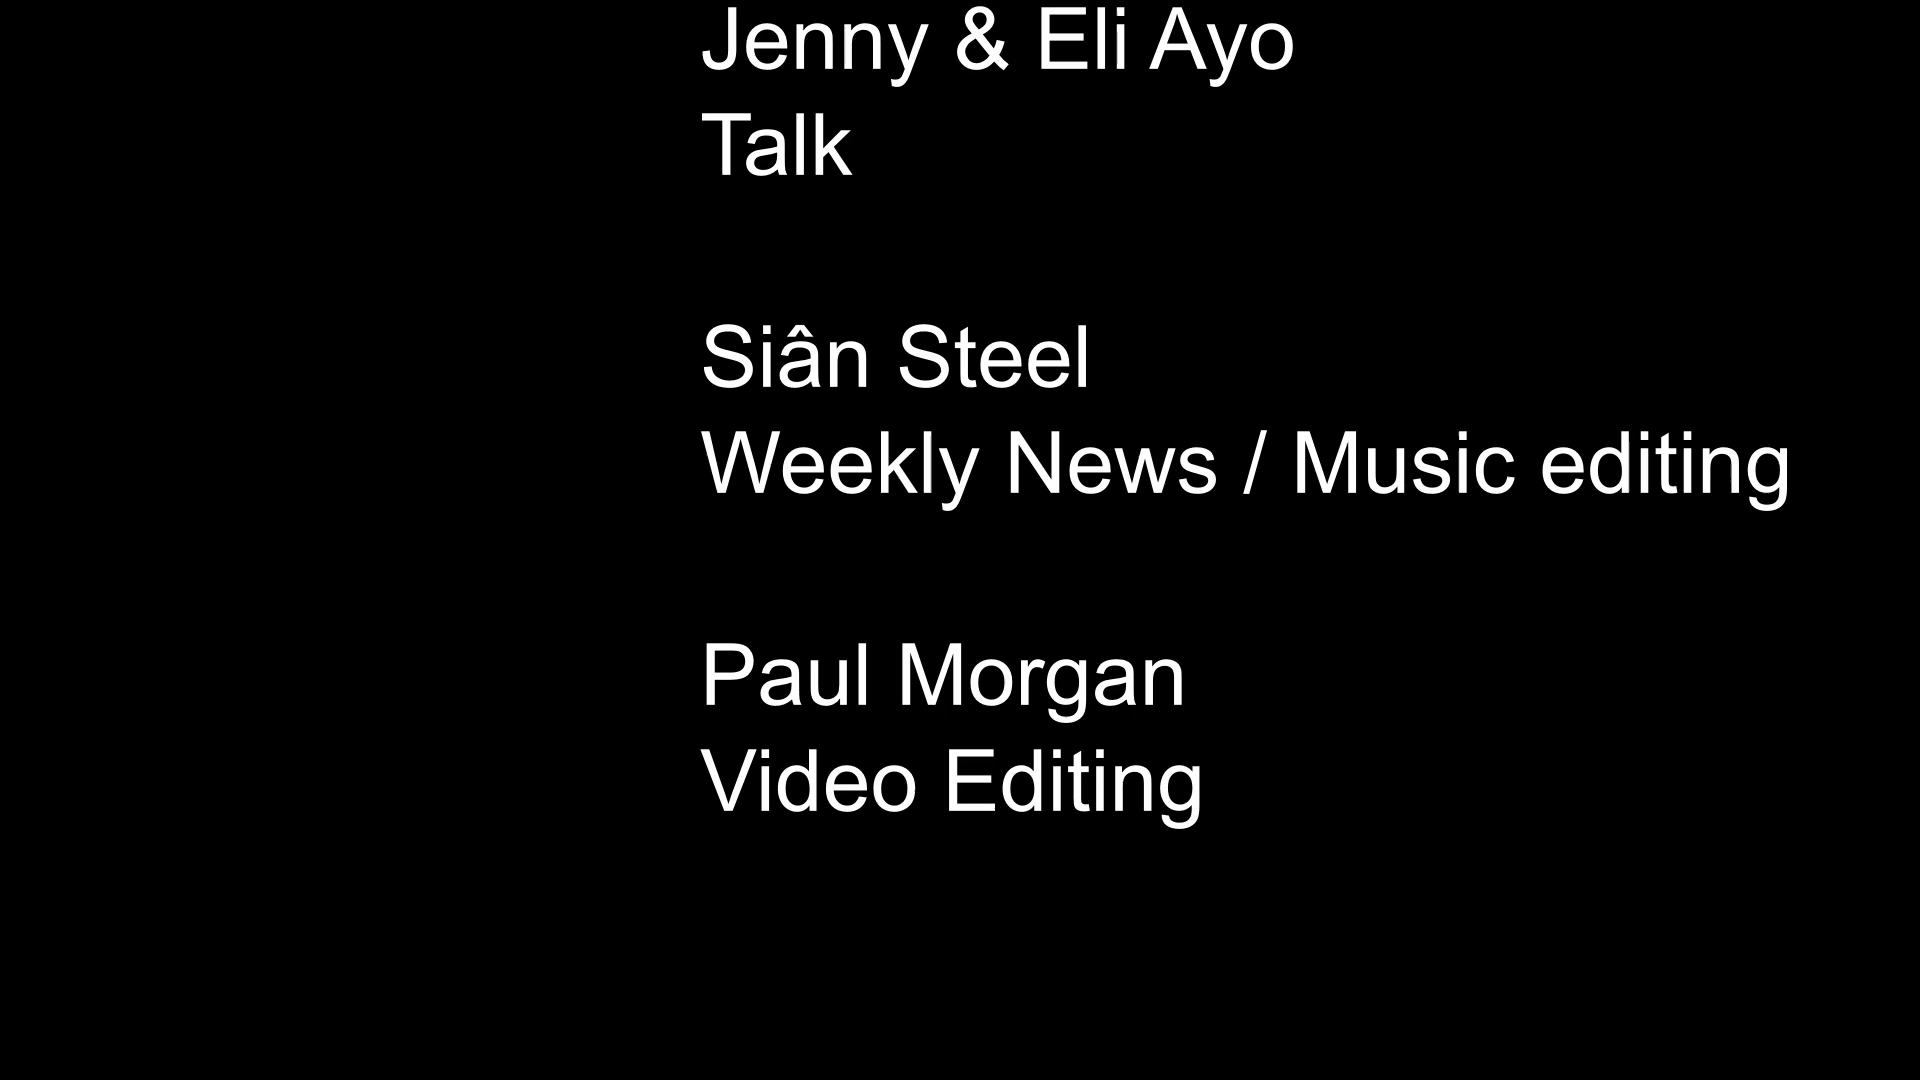 Jenny & Eli Ayo
Talk
Siân Steel
Weekly News / Music editing
Paul Morgan
Video Editing